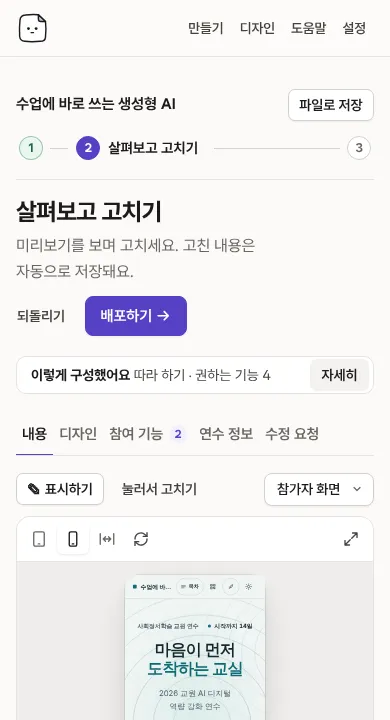 만들기 디자인 도움말 설정
수업에 바로 쓰는 생성형 AI
파일로 저장
1 2 살펴보고 고치기 3
살펴보고 고치기
미리보기를 보며 고치세요. 고친 내용은
자동으로 저장돼요.
되돌리기 배포하기 →
이렇게 구성했어요 따라 하기 · 권하는 기능 4 자세히
내용 디자인 참여 기능 2 연수 정보 수정 요청
표시하기 눌러서 고치기 참가자 화면
수업에 바... 목차
사회정서학습 교원 연수 시작까지 14일
마음이 먼저
도착하는 교실
2026 교원 AI 디지털
역량 강화 연수